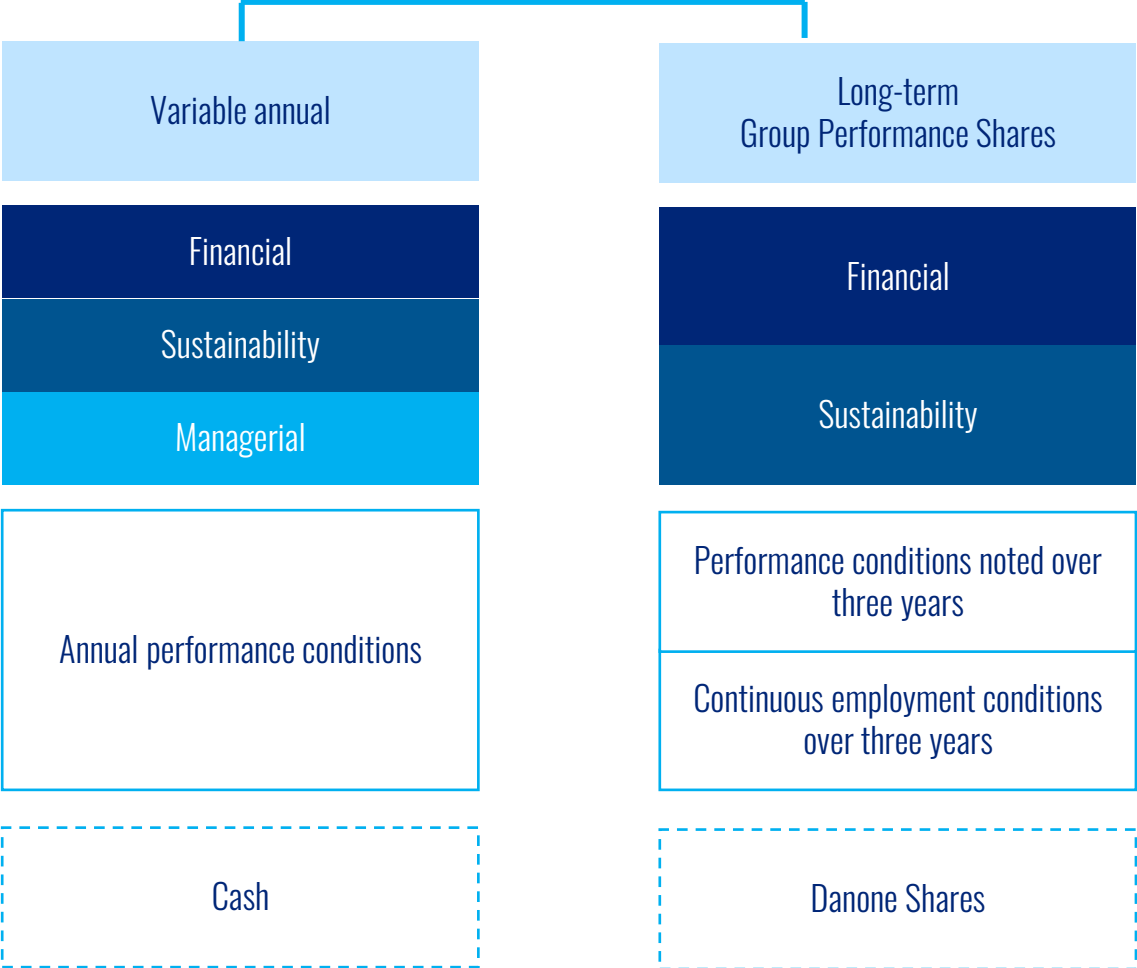 Variable annual
Financial
Sustainability
Managerial
Annual performance conditions
Cash
Long-term
Group Performance Shares
Financial
Sustainability
Performance conditions noted over
three years
Continuous employment conditions
over three years
Danone Shares